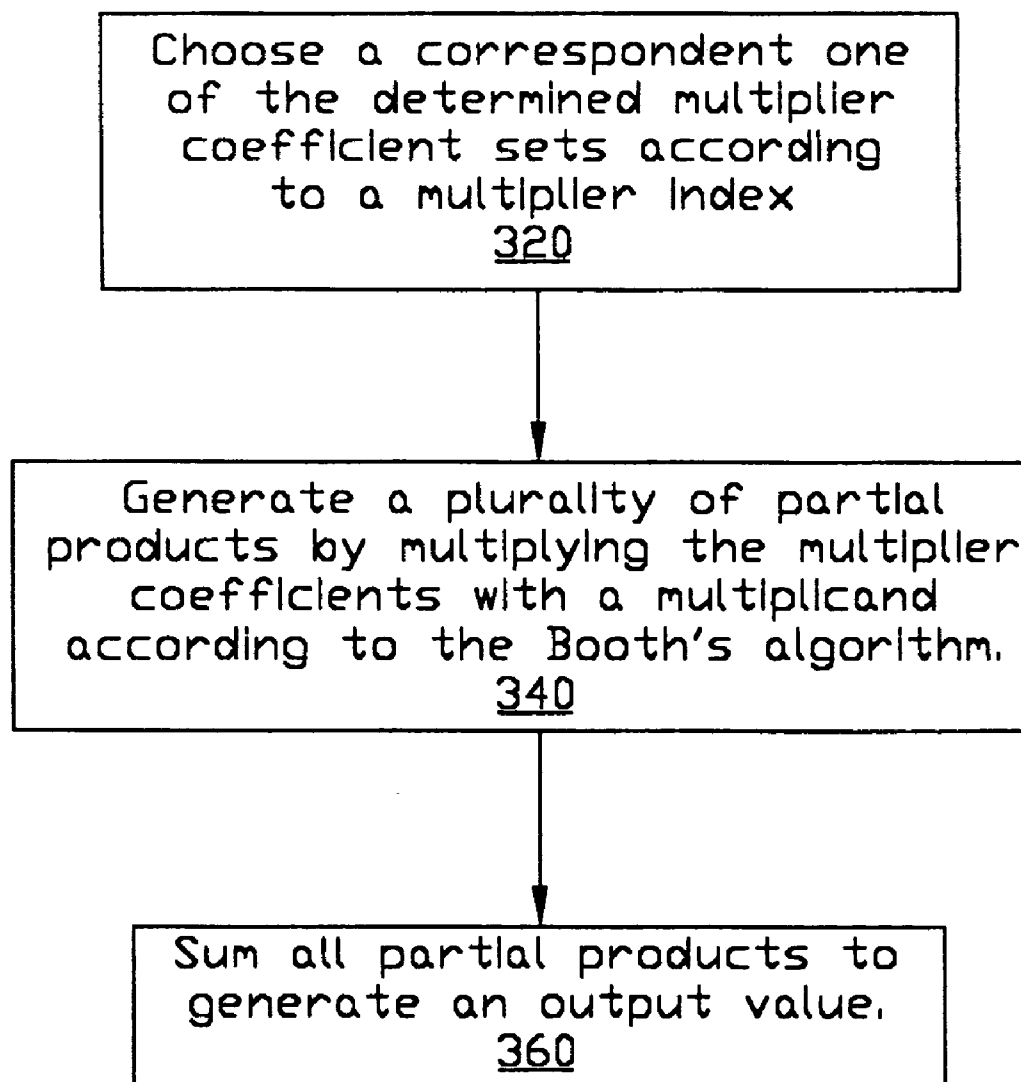 Choose a correspondent one
of the determined multiplier
coefficient sets according
to a multiplier index
320
Generate a plurality of partial
products by multiplying the multiplier
coefficients with a multiplicand
according to the Booth's algorithm.
340
Sum all partial products to
generate an output value.
360